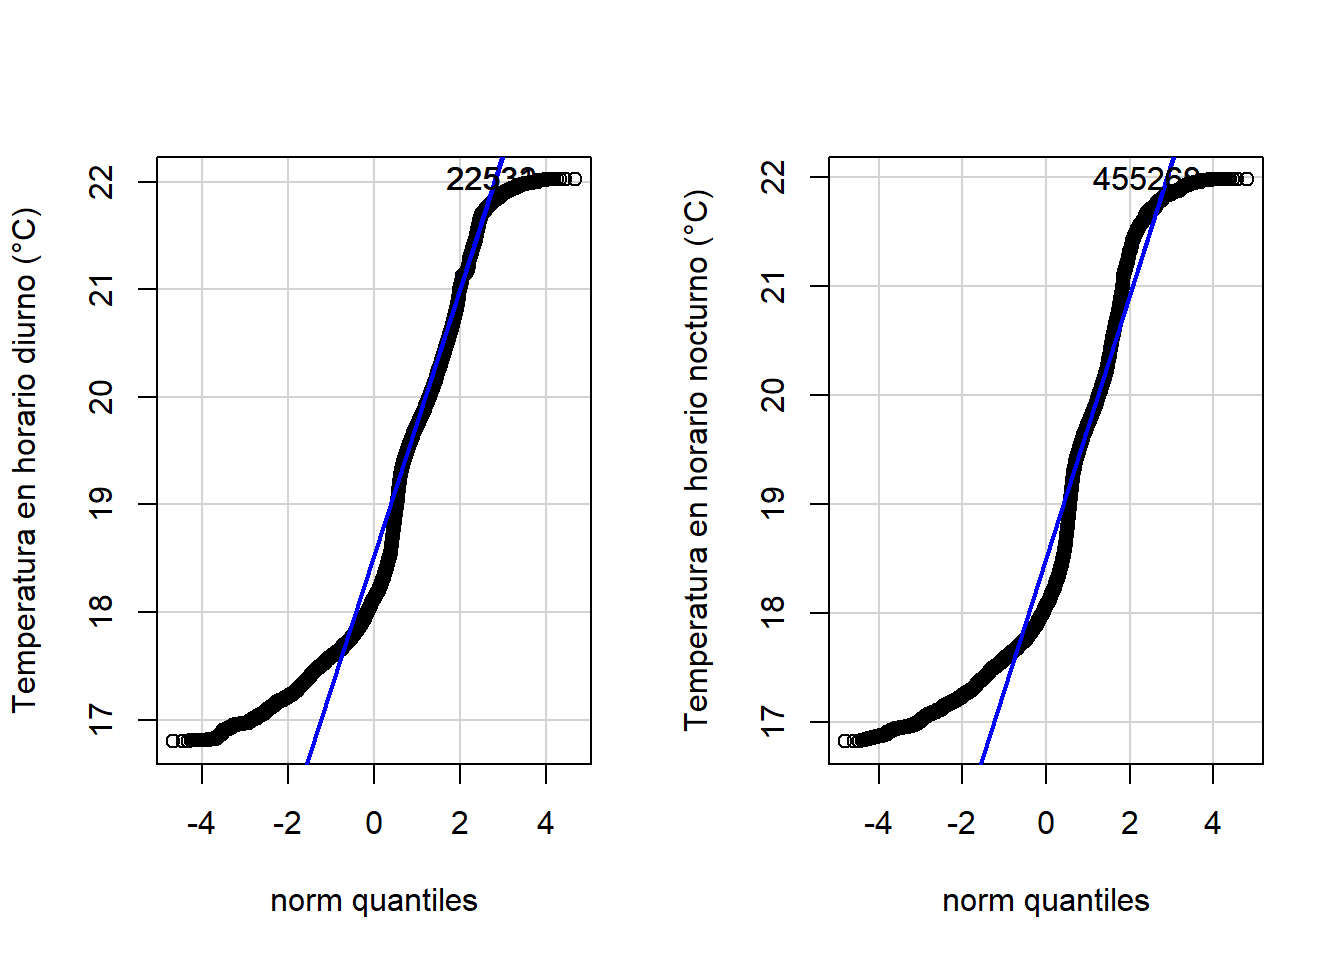 Temperatura en horario diurno (°C)
22
21
20
19
18
17
-4 -2 0 2 4
norm quantiles
Temperatura en horario nocturno (°C)
22
21
20
19
18
17
-4 -2 0 2 4
norm quantiles